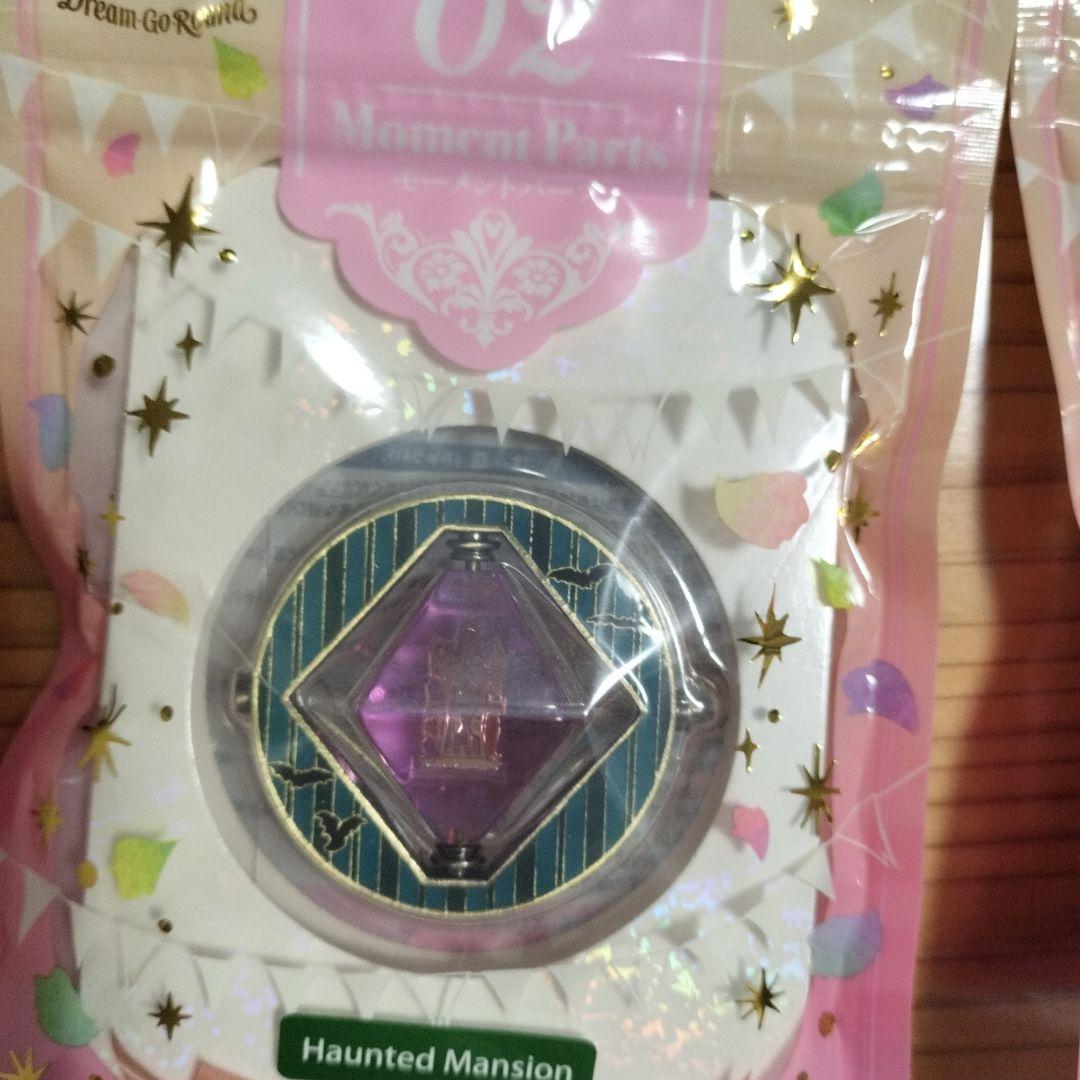 Dream-Go-Round
02
Moment Parts
モーメントパーツ
Haunted Mansion